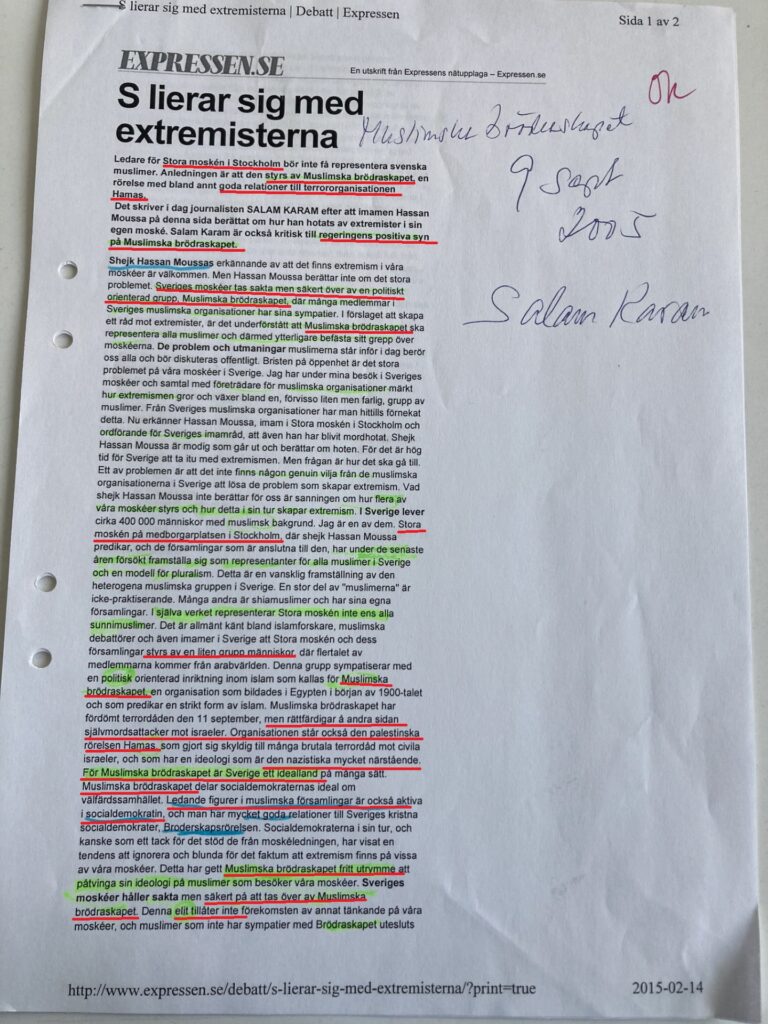 S lierar sig med extremisterna | Debatt | Expressen
Sida 1 av 2
EXPRESSEN.SE
En utskrift från Expressens nätupplaga – Expressen.se
Ok
S lierar sig med
extremisterna
Muslimska brödraskapet
9 sept
2005
Salam Karam
Ledare för Stora moskén i Stockholm bör inte få representera svenska
muslimer. Anledningen är att den styrs av Muslimska brödraskapet, en
rörelse med bland annt goda relationer till terrororganisationen
Hamas.
Det skriver i dag journalisten SALAM KARAM efter att imamen Hassan
Moussa på denna sida berättat om hur han hotats av extremister i sin
egen moské. Salam Karam är också kritisk till regeringens positiva syn
på Muslimska brödraskapet.
Shejk Hassan Moussas erkännande av att det finns extremism i våra
moskéer är välkommen. Men Hassan Moussa berättar inte om det stora
problemet. Sveriges moskéer tas sakta men säkert över av en politiskt
orienterad grupp, Muslimska brödraskapet, där många medlemmar i
Sveriges muslimska organisationer har sina sympatier. I förslaget att skapa
ett råd mot extremister, är det underförstått att Muslimska brödraskapet ska
representera alla muslimer och därmed ytterligare befästa sitt grepp över
moskéerna. De problem och utmaningar muslimerna står inför i dag berör
oss alla och bör diskuteras offentligt. Bristen på öppenhet är det stora
problemet på våra moskéer i Sverige. Jag har under mina besök i Sveriges
moskéer och samtal med företrädare för muslimska organisationer märkt
hur extremismen gror och växer bland en, förvisso liten men farlig, grupp av
muslimer. Från Sveriges muslimska organisationer har man hittills förnekat
detta. Nu erkänner Hassan Moussa, imam i Stora moskén i Stockholm och
ordförande för Sveriges imamråd, att även han har blivit mordhotat. Shejk
Hassan Moussa är modig som går ut och berättar om hoten. För det är hög
tid för Sverige att ta itu med extremismen. Men frågan är hur det ska gå till.
Ett av problemen är att det inte finns någon genuin vilja från de muslimska
organisationerna i Sverige att lösa de problem som skapar extremism. Vad
shejk Hassan Moussa inte berättar för oss är sanningen om hur flera av
våra moskéer styrs och hur detta i sin tur skapar extremism. I Sverige lever
cirka 400 000 människor med muslimsk bakgrund. Jag är en av dem. Stora
moskén på medborgarplatsen i Stockholm, där shejk Hassan Moussa
predikar, och de församlingar som är anslutna till den, har under de senaste
åren försökt framställa sig som representanter för alla muslimer i Sverige
och en modell för pluralism. Detta är en vansklig framställning av den
heterogena muslimska gruppen i Sverige. En stor del av "muslimerna" är
icke-praktiserande. Många andra är shiamuslimer och har sina egna
församlingar. I själva verket representerar Stora moskén inte ens alla
sunnimuslimer. Det är allmänt känt bland islamforskare, muslimska
debattörer och även imamer i Sverige att Stora moskén och dess
församlingar styrs av en liten grupp människor, där flertalet av
medlemmarna kommer från arabvärlden. Denna grupp sympatiserar med
en politisk orienterad inriktning inom islam som kallas för Muslimska
brödraskapet, en organisation som bildades i Egypten i början av 1900-talet
och som predikar en strikt form av islam. Muslimska brödraskapet har
fördömt terrordåden den 11 september, men rättfärdigar å andra sidan
självmordsattacker mot israeler. Organisationen står också den palestinska
rörelsen Hamas, som gjort sig skyldig till många brutala terrordåd mot civila
israeler, och som har en ideologi som är den nazistiska mycket närstående.
För Muslimska brödraskapet är Sverige ett idealland på många sätt.
Muslimska brödraskapet delar socialdemokraternas ideal om
välfärdssamhället. Ledande figurer i muslimska församlingar är också aktiva
i socialdemokratin, och man har mycket goda relationer till Sveriges kristna
socialdemokrater, Broderskapsrörelsen. Socialdemokraterna i sin tur, och
kanske som ett tack för det stöd de från moskéledningen, har visat en
tendens att ignorera och blunda för det faktum att extremism finns på vissa
av våra moskéer. Detta har gett Muslimska brödraskapet fritt utrymme att
påtvinga sin ideologi på muslimer som besöker våra moskéer. Sveriges
moskéer håller sakta men säkert på att tas över av Muslimska
brödraskapet. Denna elit tillåter inte förekomsten av annat tänkande på våra
moskéer, och muslimer som inte har sympatier med Brödraskapet utesluts
http://www.expressen.se/debatt/s-lierar-sig-med-extremisterna/?print=true
2015-02-14